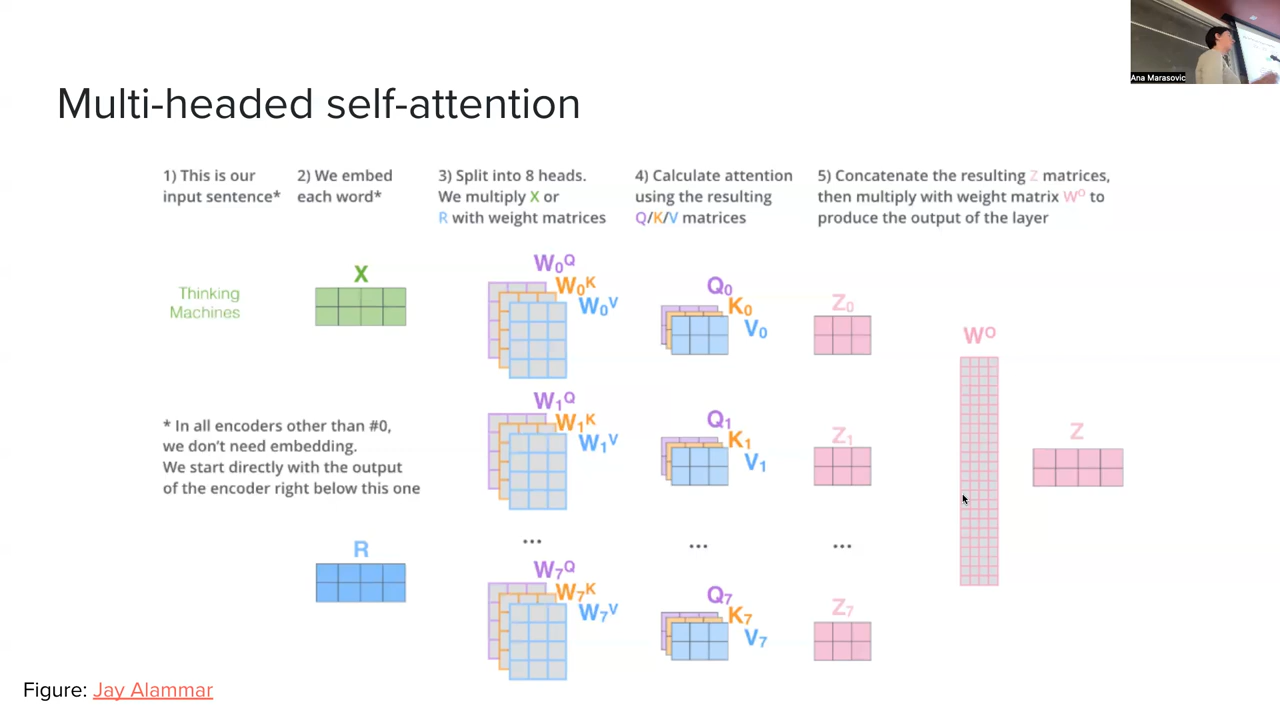 Ana Marasovic
Multi-headed self-attention
1) This is our
input sentence*
2) We embed
each word*
3) Split into 8 heads.
We multiply X or
R with weight matrices
4) Calculate attention
using the resulting
Q/K/V matrices
5) Concatenate the resulting Z matrices,
then multiply with weight matrix W^O to
produce the output of the layer
Thinking
Machines
X
W₀^Q
W₀^K
W₀^V
Q₀
K₀
V₀
Z₀
W₁^Q
W₁^K
W₁^V
Q₁
K₁
V₁
Z₁
W^O
Z
* In all encoders other than #0,
we don't need embedding.
We start directly with the output
of the encoder right below this one
R
...
...
...
W₇^Q
W₇^K
W₇^V
Q₇
K₇
V₇
Z₇
Figure: Jay Alammar